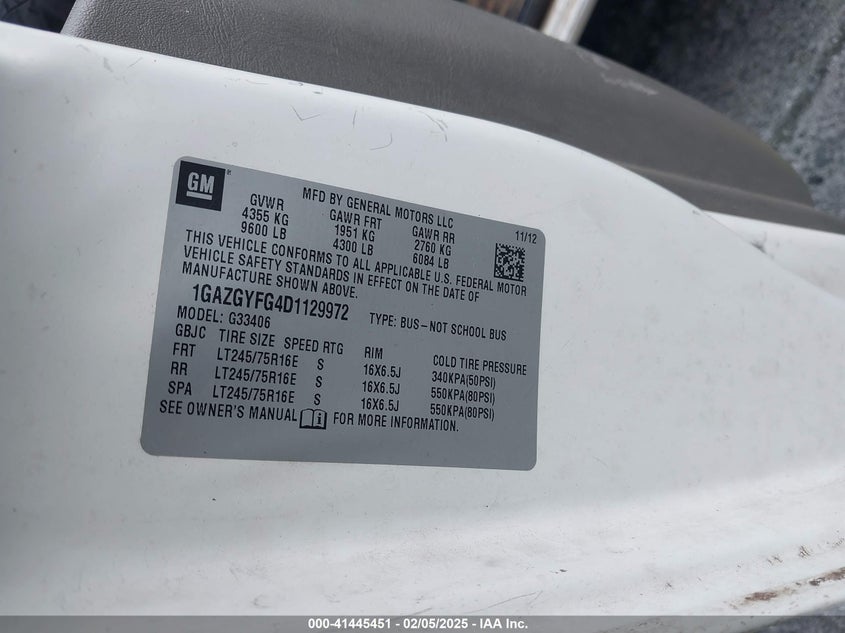 GM®
MFD BY GENERAL MOTORS LLC
11/12
GVWR GAWR FRT GAWR RR
4355 KG 1951 KG 2760 KG
9600 LB 4300 LB 6084 LB
THIS VEHICLE CONFORMS TO ALL APPLICABLE U.S. FEDERAL MOTOR
VEHICLE SAFETY STANDARDS IN EFFECT ON THE DATE OF
MANUFACTURE SHOWN ABOVE.
1GAZGYFG4D1129972 TYPE: BUS–NOT SCHOOL BUS
MODEL: G33406
GBJC TIRE SIZE SPEED RTG RIM COLD TIRE PRESSURE
FRT LT245/75R16E S 16X6.5J 340KPA(50PSI)
RR LT245/75R16E S 16X6.5J 550KPA(80PSI)
SPA LT245/75R16E S 16X6.5J 550KPA(80PSI)
SEE OWNER'S MANUAL FOR MORE INFORMATION.
000-41445451 | 02/05/2025 | IAA Inc.